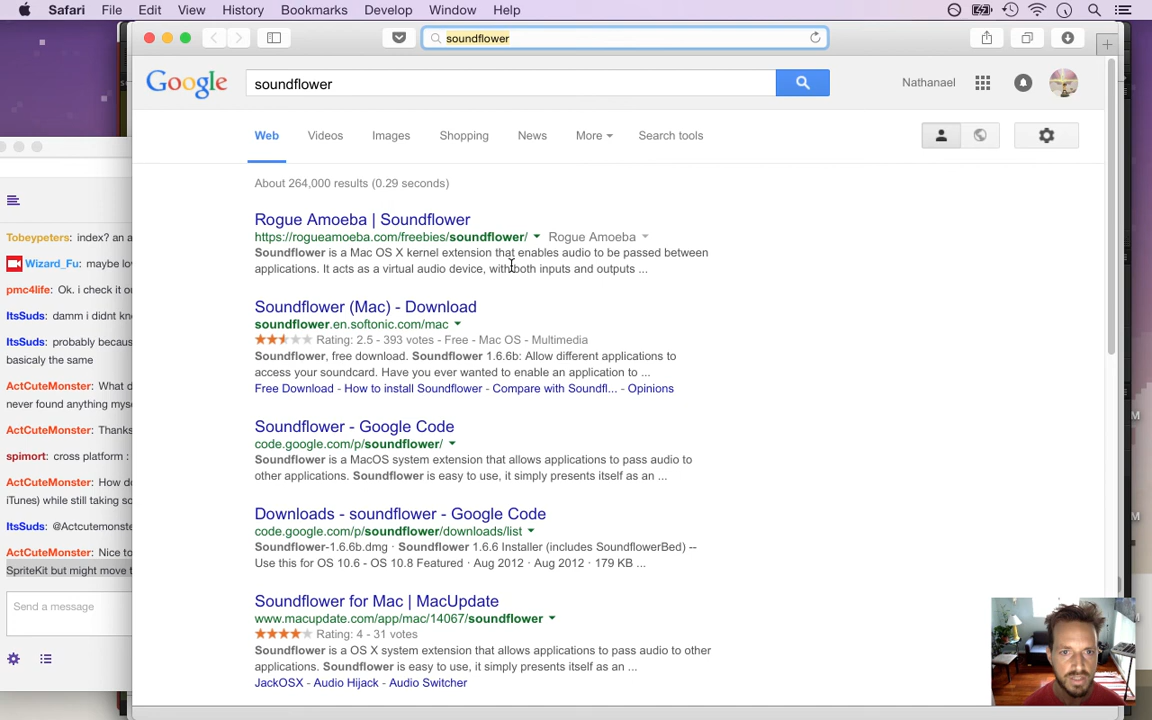 Safari File Edit View History Bookmarks Develop Window Help
soundflower
Google soundflower Nathanael
Web Videos Images Shopping News More Search tools
About 264,000 results (0.29 seconds)
Rogue Amoeba | Soundflower
https://rogueamoeba.com/freebies/soundflower/ Rogue Amoeba
Soundflower is a Mac OS X kernel extension that enables audio to be passed between
applications. It acts as a virtual audio device, with both inputs and outputs ...
Soundflower (Mac) - Download
soundflower.en.softonic.com/mac
Rating: 2.5 - 393 votes - Free - Mac OS - Multimedia
Soundflower, free download. Soundflower 1.6.6b: Allow different applications to
access your soundcard. Have you ever wanted to enable an application to ...
Free Download - How to install Soundflower - Compare with Soundfl... - Opinions
Soundflower - Google Code
code.google.com/p/soundflower/
Soundflower is a MacOS system extension that allows applications to pass audio to
other applications. Soundflower is easy to use, it simply presents itself as an ...
Downloads - soundflower - Google Code
code.google.com/p/soundflower/downloads/list
Soundflower-1.6.6b.dmg · Soundflower 1.6.6 Installer (includes SoundflowerBed) --
Use this for OS 10.6 - OS 10.8 Featured · Aug 2012 · Aug 2012 · 179 KB ...
Soundflower for Mac | MacUpdate
www.macupdate.com/app/mac/14067/soundflower
Rating: 4 - 31 votes
Soundflower is a OS X system extension that allows applications to pass audio to other
applications. Soundflower is easy to use, it simply presents itself as an ...
JackOSX - Audio Hijack - Audio Switcher
Tobeypeters: index? an a
Wizard_Fu: maybe
pmc4life: Ok. i check it
ItsSuds: damm i didnt
ItsSuds: probably
basicaly the same
ActCuteMonster: What
never found anything
ActCuteMonster: Thanks
spimort: cross platform :
ActCuteMonster: How
iTunes) while still taking
ItsSuds:
ActCuteMonster: Nice to
SpriteKit but might move
Send a message